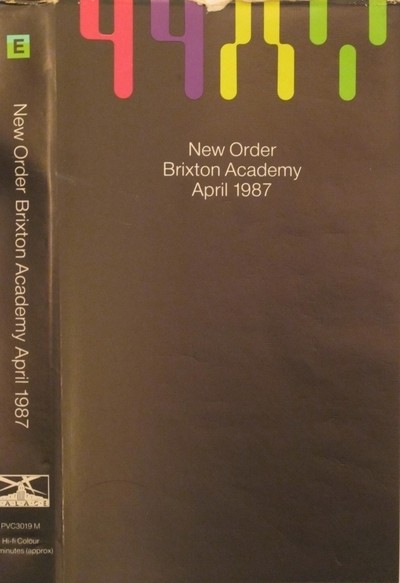 E
New Order Brixton Academy April 1987
PVC3019 M
Hi-fi Colour
minutes (approx)
New Order
Brixton Academy
April 1987